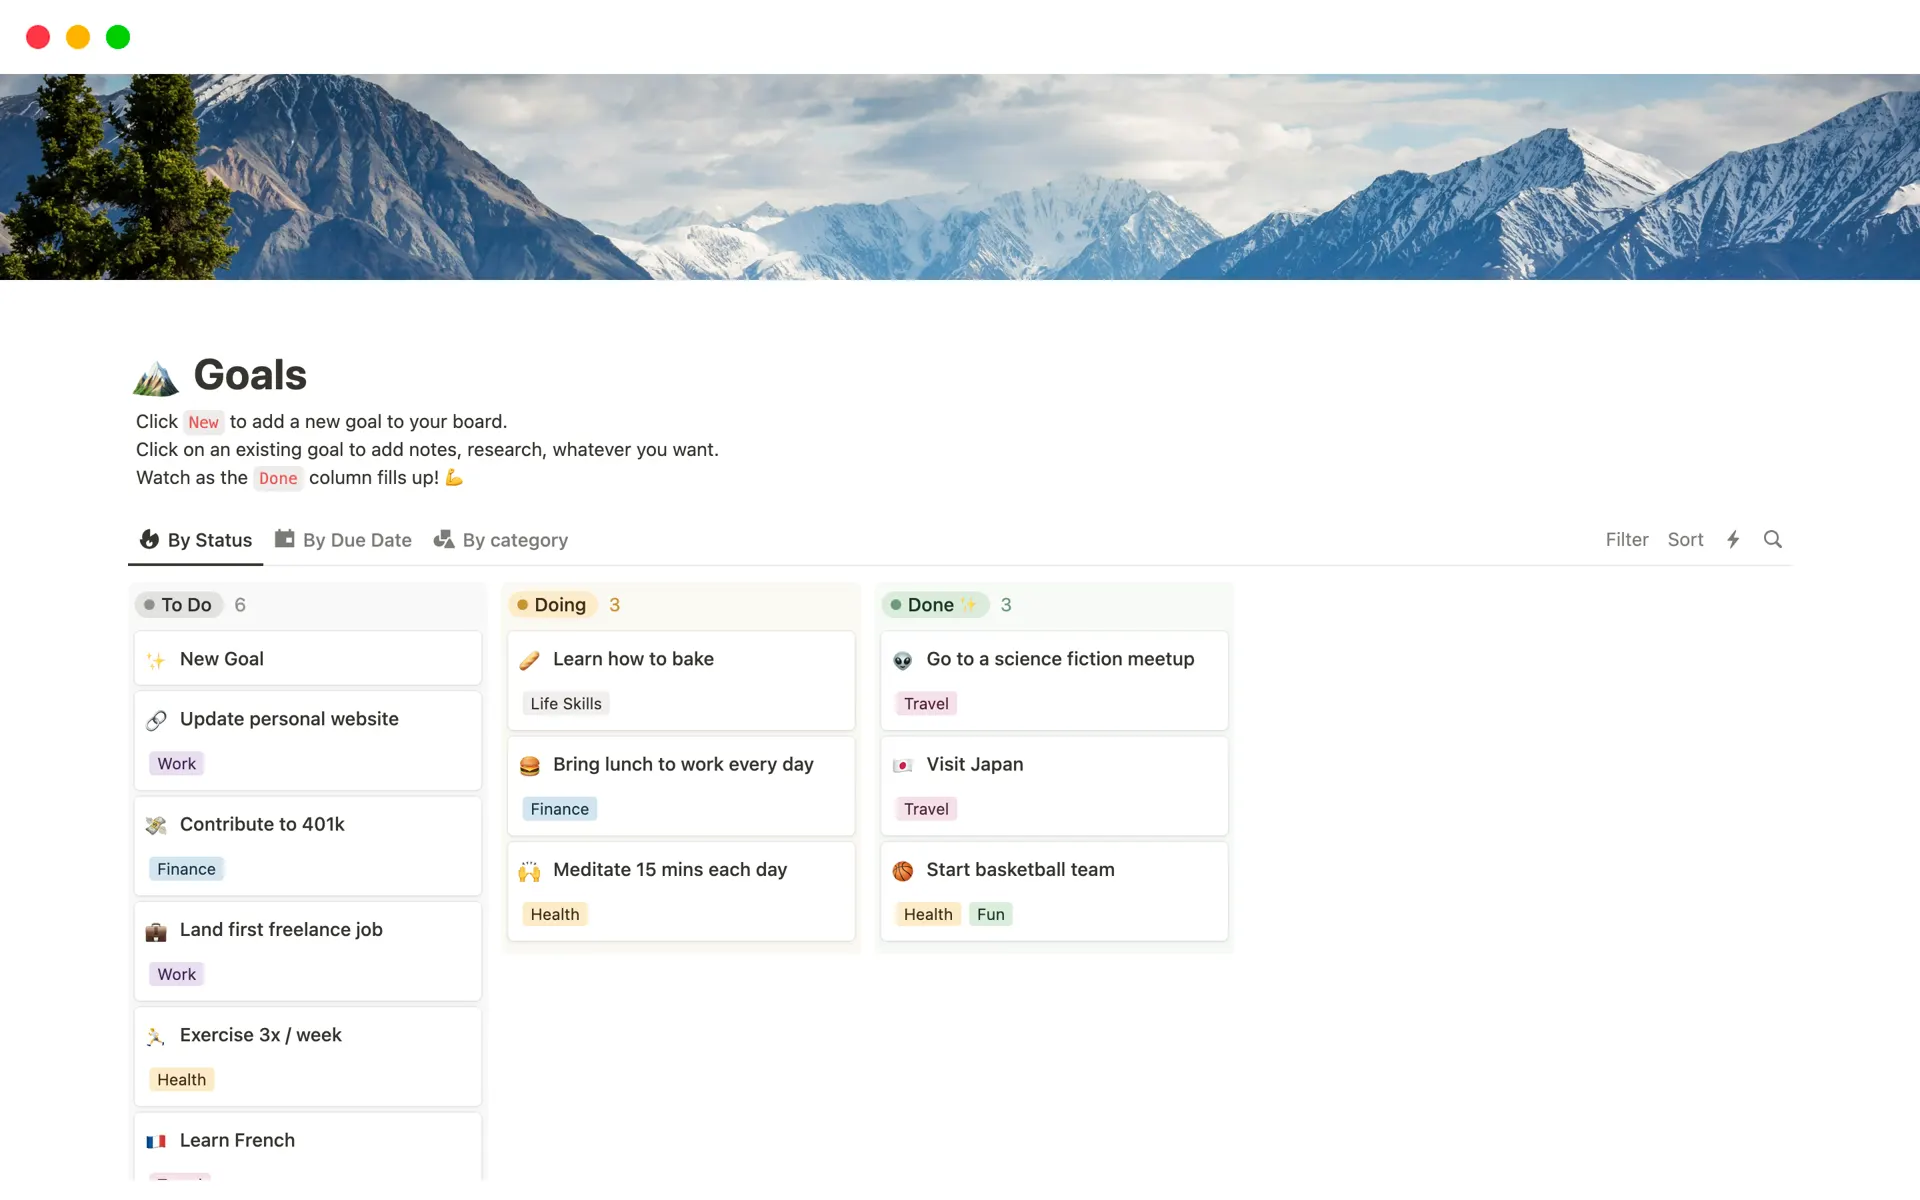 Goals
Click New to add a new goal to your board.
Click on an existing goal to add notes, research, whatever you want.
Watch as the Done column fills up! 💪
By Status
By Due Date
By category
Filter
Sort
To Do 6
New Goal
Update personal website
Work
Contribute to 401k
Finance
Land first freelance job
Work
Exercise 3x / week
Health
Learn French
Doing 3
Learn how to bake
Life Skills
Bring lunch to work every day
Finance
Meditate 15 mins each day
Health
Done ✨ 3
Go to a science fiction meetup
Travel
Visit Japan
Travel
Start basketball team
Health Fun